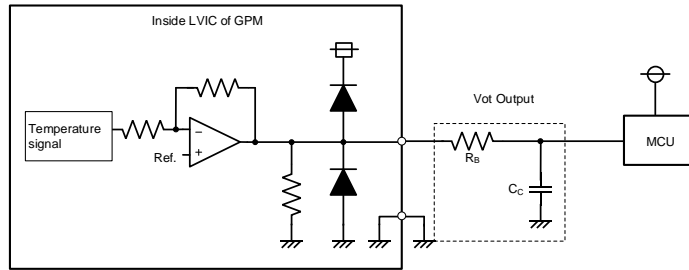 Inside LVIC of GPM
Temperature
signal
−
+
Ref.
Vot Output
RB
CC
MCU